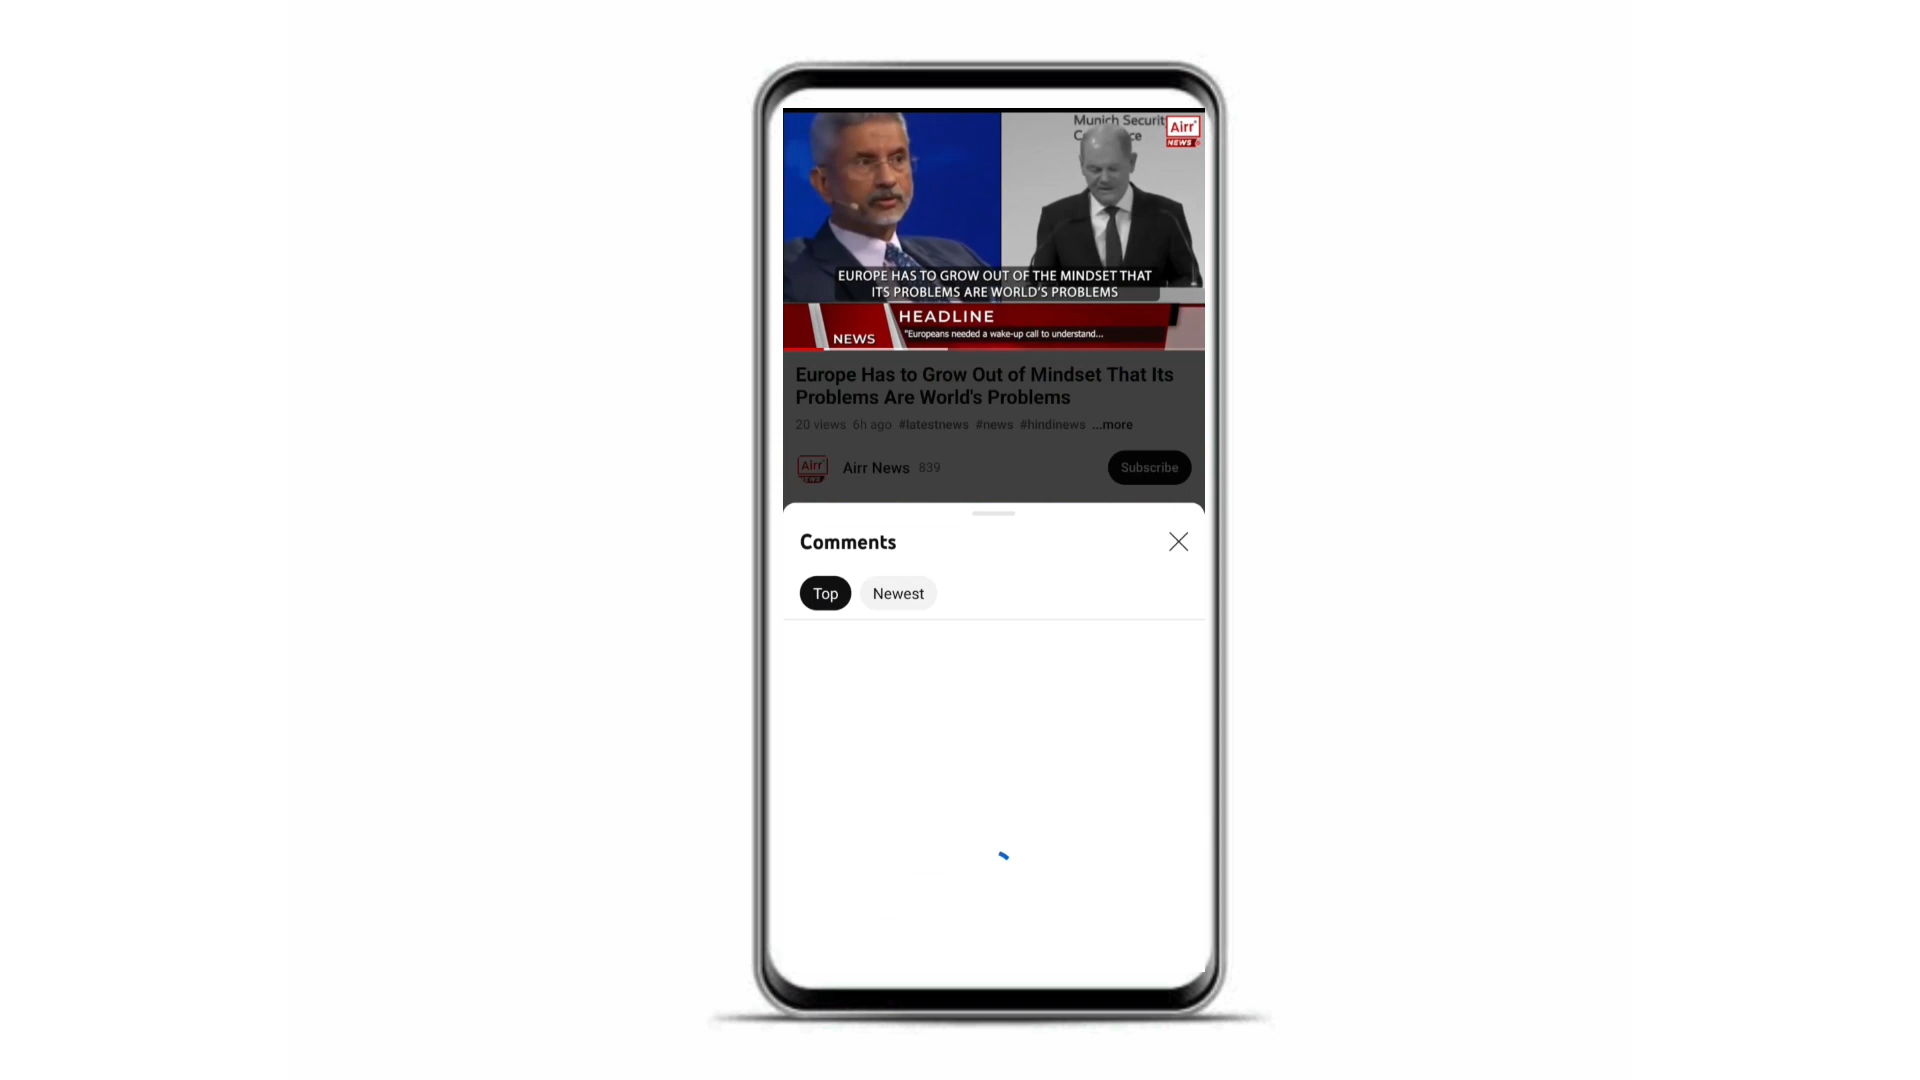 Munich Securit
Airr
NEWS
EUROPE HAS TO GROW OUT OF THE MINDSET THAT
ITS PROBLEMS ARE WORLD'S PROBLEMS
HEADLINE
NEWS
"Europeans needed a wake-up call to understand...
Europe Has to Grow Out of Mindset That Its
Problems Are World's Problems
20 views 6h ago #latestnews #news #hindinews ...more
Airr
NEWS
Airr News 839
Subscribe
Comments
Top
Newest